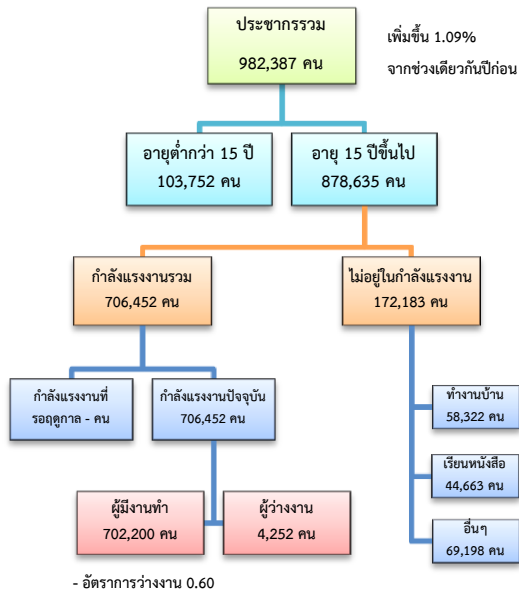 ประชากรรวม
982,387 คน
เพิ่มขึ้น 1.09%
จากช่วงเดียวกันปีก่อน
อายุต่ำกว่า 15 ปี
103,752 คน
อายุ 15 ปีขึ้นไป
878,635 คน
กำลังแรงงานรวม
706,452 คน
ไม่อยู่ในกำลังแรงงาน
172,183 คน
กำลังแรงงานที่
รอฤดูกาล - คน
กำลังแรงงานปัจจุบัน
706,452 คน
ทำงานบ้าน
58,322 คน
เรียนหนังสือ
44,663 คน
อื่นๆ
69,198 คน
ผู้มีงานทำ
702,200 คน
ผู้ว่างงาน
4,252 คน
- อัตราการว่างงาน 0.60